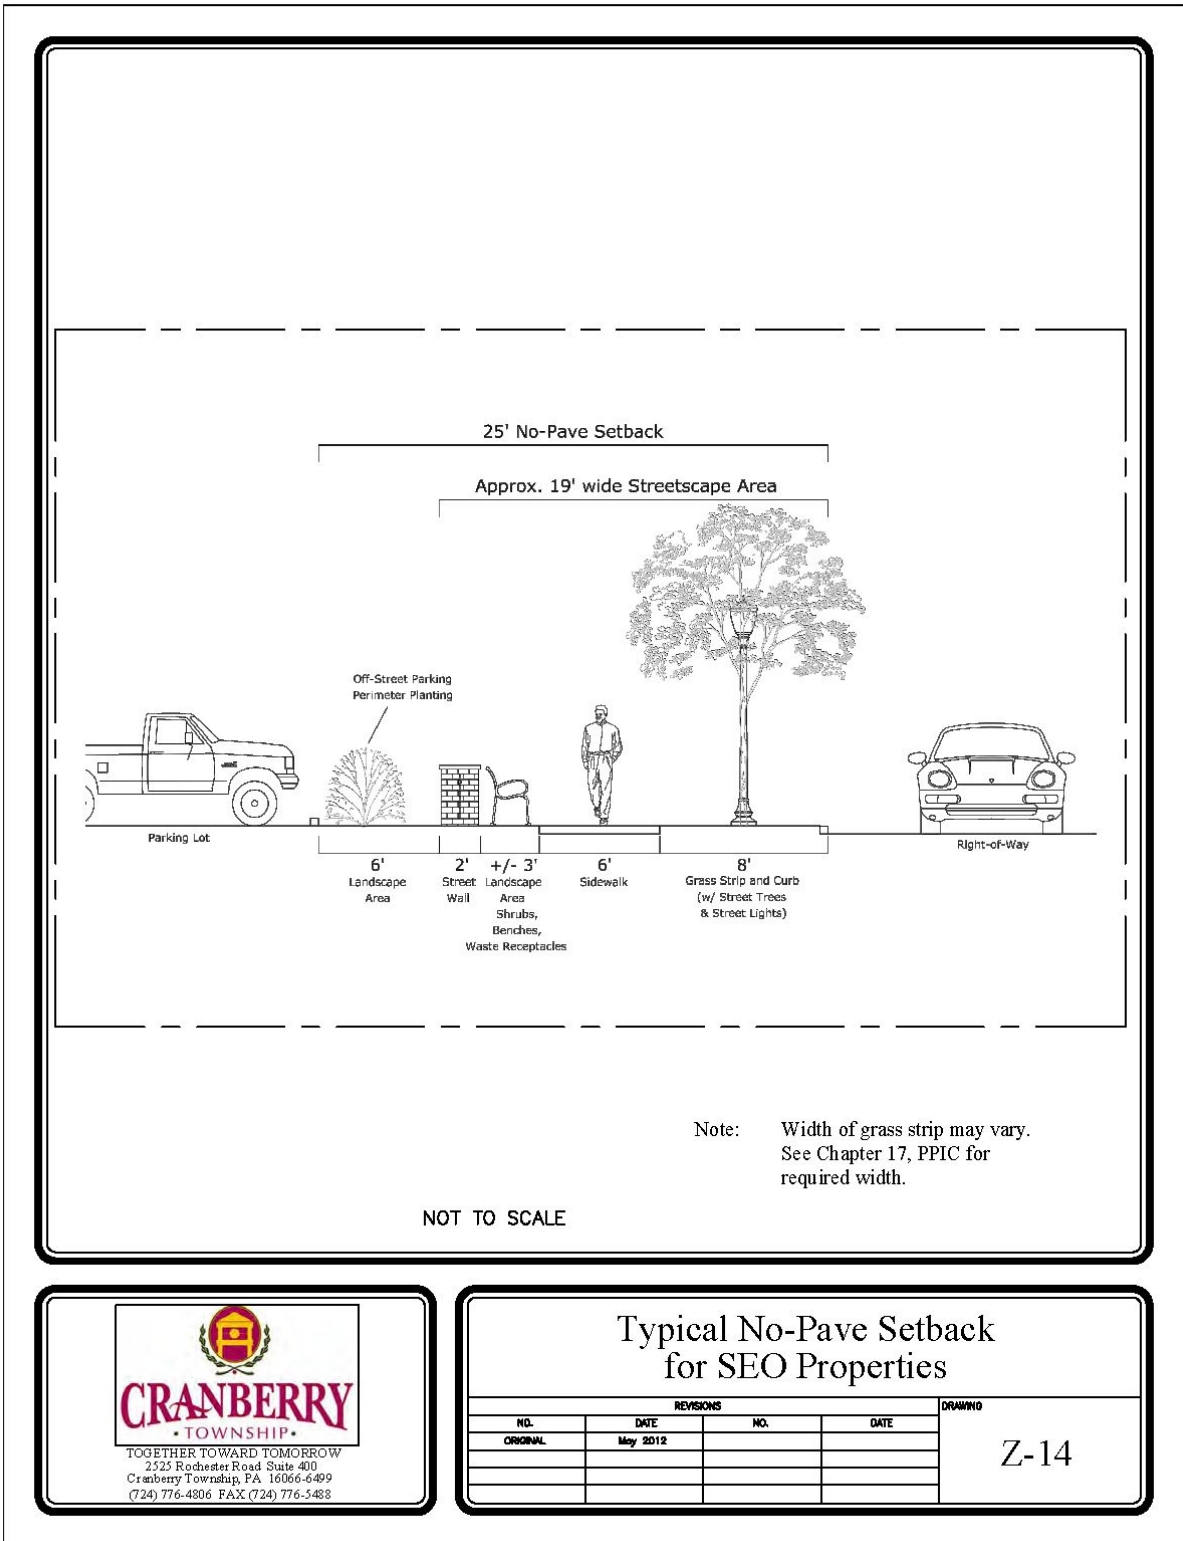 25' No-Pave Setback
Approx. 19' wide Streetscape Area
Off-Street Parking
Perimeter Planting
Parking Lot
Right-of-Way
6'
Landscape
Area
2'
Street
Wall
+/- 3'
Landscape
Area
Shrubs,
Benches,
Waste Receptacles
6'
Sidewalk
8'
Grass Strip and Curb
(w/ Street Trees
& Street Lights)
Note: Width of grass strip may vary.
See Chapter 17, PPIC for
required width.
NOT TO SCALE
CRANBERRY
• TOWNSHIP •
TOGETHER TOWARD TOMORROW
2525 Rochester Road Suite 400
Cranberry Township, PA 16066-6499
(724) 776-4806 FAX (724) 776-5488
Typical No-Pave Setback
for SEO Properties
REVISIONS
NO. DATE NO. DATE
ORIGINAL May 2012
DRAWING
Z-14